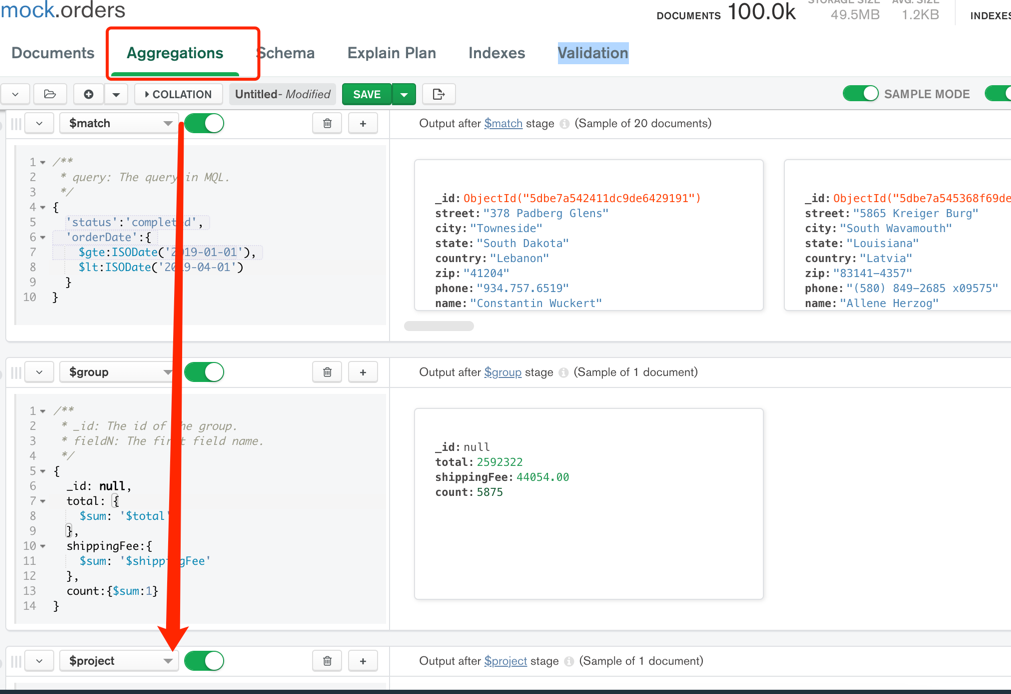 mock.orders
DOCUMENTS 100.0k
STORAGE SIZE
49.5MB
AVG. SIZE
1.2KB
INDEXES
Documents Aggregations Schema Explain Plan Indexes Validation
COLLATION Untitled- Modified SAVE SAMPLE MODE
$match
Output after $match stage (Sample of 20 documents)
1 /**
2 * query: The query in MQL.
3 */
4 {
5 'status':'completed',
6 'orderDate':{
7 $gte:ISODate('2019-01-01'),
8 $lt:ISODate('2019-04-01')
9 }
10 }
_id:ObjectId("5dbe7a542411dc9de6429191")
street:"378 Padberg Glens"
city:"Towneside"
state:"South Dakota"
country:"Lebanon"
zip:"41204"
phone:"934.757.6519"
name:"Constantin Wuckert"
_id:ObjectId("5dbe7a545368f69de
street:"5865 Kreiger Burg"
city:"South Wavamouth"
state:"Louisiana"
country:"Latvia"
zip:"83141-4357"
phone:"(580) 849-2685 x09575"
name:"Allene Herzog"
$group
Output after $group stage (Sample of 1 document)
1 /**
2 * _id: The id of the group.
3 * fieldN: The first field name.
4 */
5 {
6 _id: null,
7 total: {
8 $sum: '$total'
9 },
10 shippingFee:{
11 $sum: '$shippingFee'
12 },
13 count:{$sum:1}
14 }
_id:null
total:2592322
shippingFee:44054.00
count:5875
$project
Output after $project stage (Sample of 1 document)